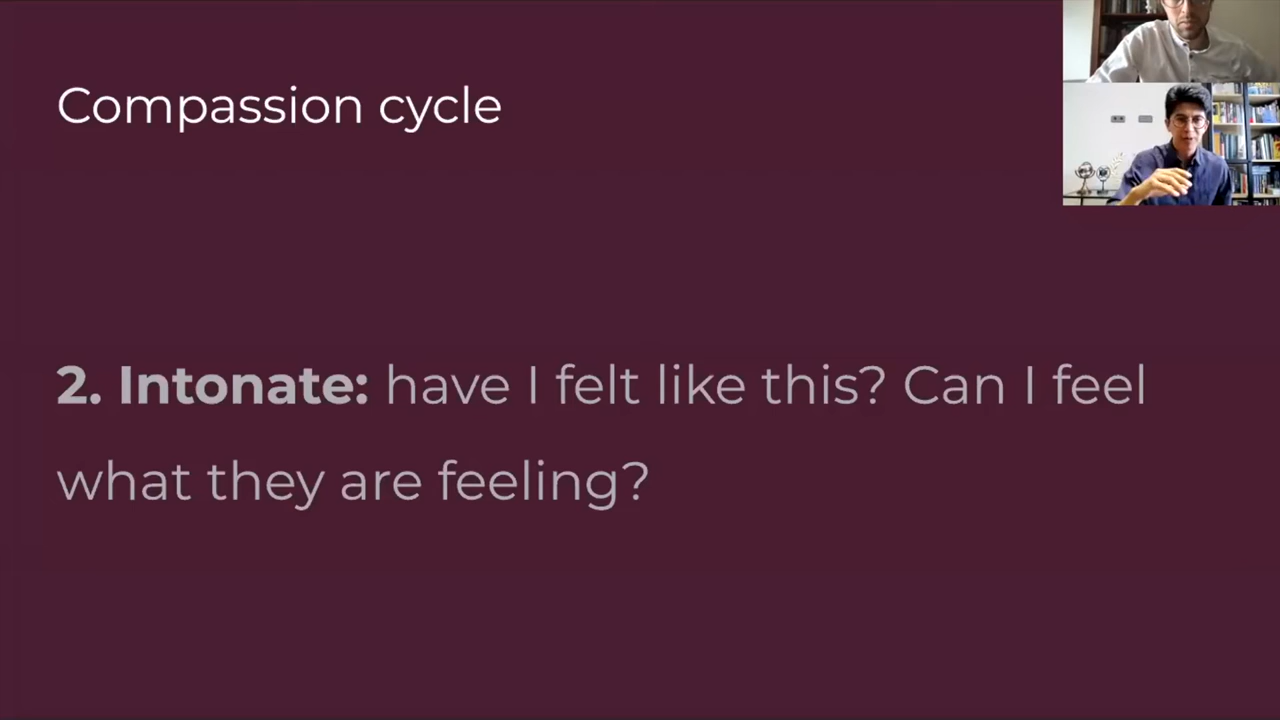 Compassion cycle
2. Intonate: have I felt like this? Can I feel
what they are feeling?